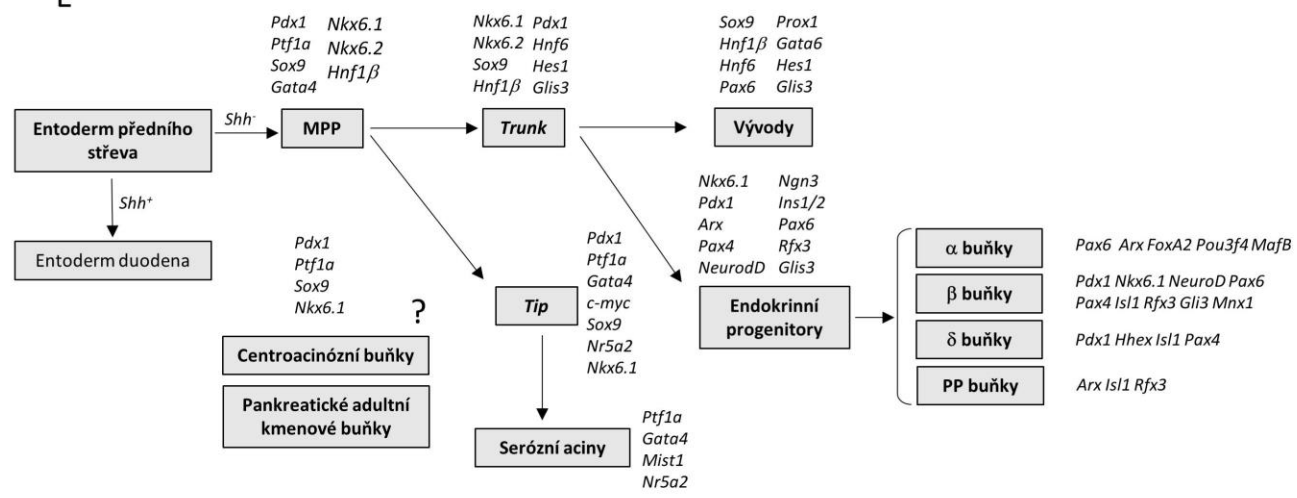 E
Pdx1 Nkx6.1
Ptf1a Nkx6.2
Sox9 Hnf1β
Gata4
Nkx6.1 Pdx1
Nkx6.2 Hnf6
Sox9 Hes1
Hnf1β Glis3
Sox9 Prox1
Hnf1β Gata6
Hnf6 Hes1
Pax6 Glis3
Entoderm předního
střeva
Shh-
MPP
Trunk
Vývody
Shh+
Entoderm duodena
Nkx6.1 Ngn3
Pdx1 Ins1/2
Arx Pax6
Pax4 Rfx3
NeurodD Glis3
Pdx1
Ptf1a
Sox9
Nkx6.1
?
Centroacinózní buňky
Pankreatické adultní
kmenové buňky
Tip
Pdx1
Ptf1a
Gata4
c-myc
Sox9
Nr5a2
Nkx6.1
Endokrinní
progenitory
α buňky
Pax6 Arx FoxA2 Pou3f4 MafB
β buňky
Pdx1 Nkx6.1 NeuroD Pax6
Pax4 Isl1 Rfx3 Gli3 Mnx1
δ buňky
Pdx1 Hhex Isl1 Pax4
PP buňky
Arx Isl1 Rfx3
Serózní aciny
Ptf1a
Gata4
Mist1
Nr5a2